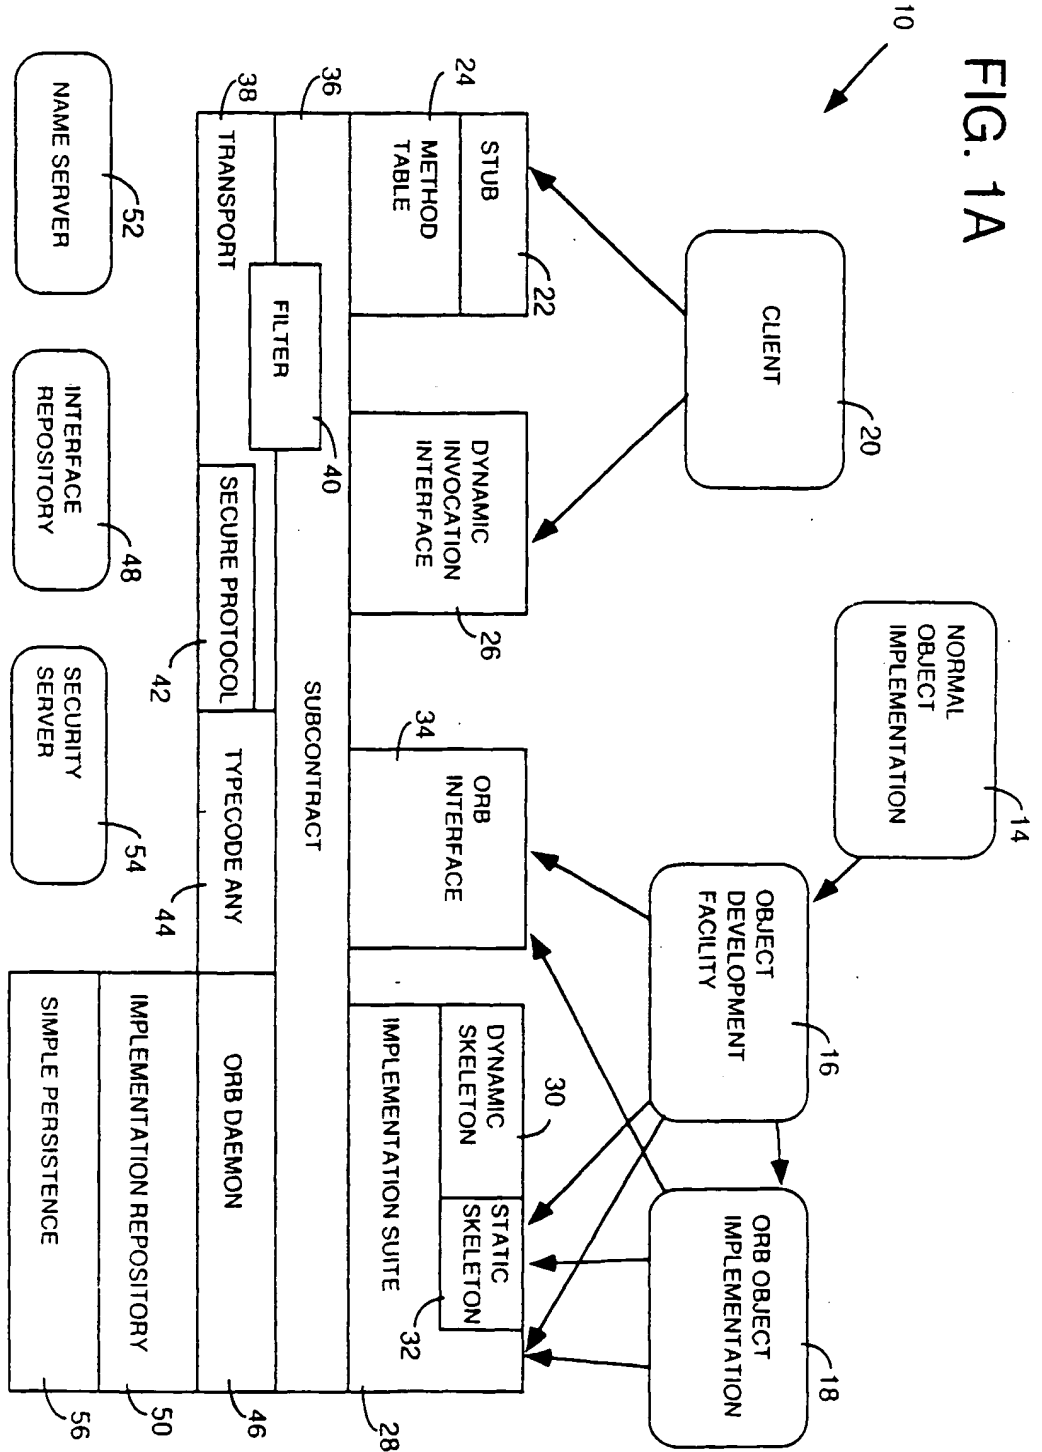 FIG. 1A
10
CLIENT
20
NORMAL
OBJECT
IMPLEMENTATION
14
OBJECT
DEVELOPMENT
FACILITY
16
ORB OBJECT
IMPLEMENTATION
18
24
STUB
22
METHOD
TABLE
DYNAMIC
INVOCATION
INTERFACE
26
34
ORB
INTERFACE
DYNAMIC
SKELETON
30
STATIC
SKELETON
32
IMPLEMENTATION SUITE
28
36
SUBCONTRACT
FILTER
40
38
TRANSPORT
SECURE PROTOCOL
42
TYPECODE ANY
44
ORB DAEMON
46
IMPLEMENTATION REPOSITORY
50
SIMPLE PERSISTENCE
56
NAME SERVER
52
INTERFACE
REPOSITORY
48
SECURITY
SERVER
54